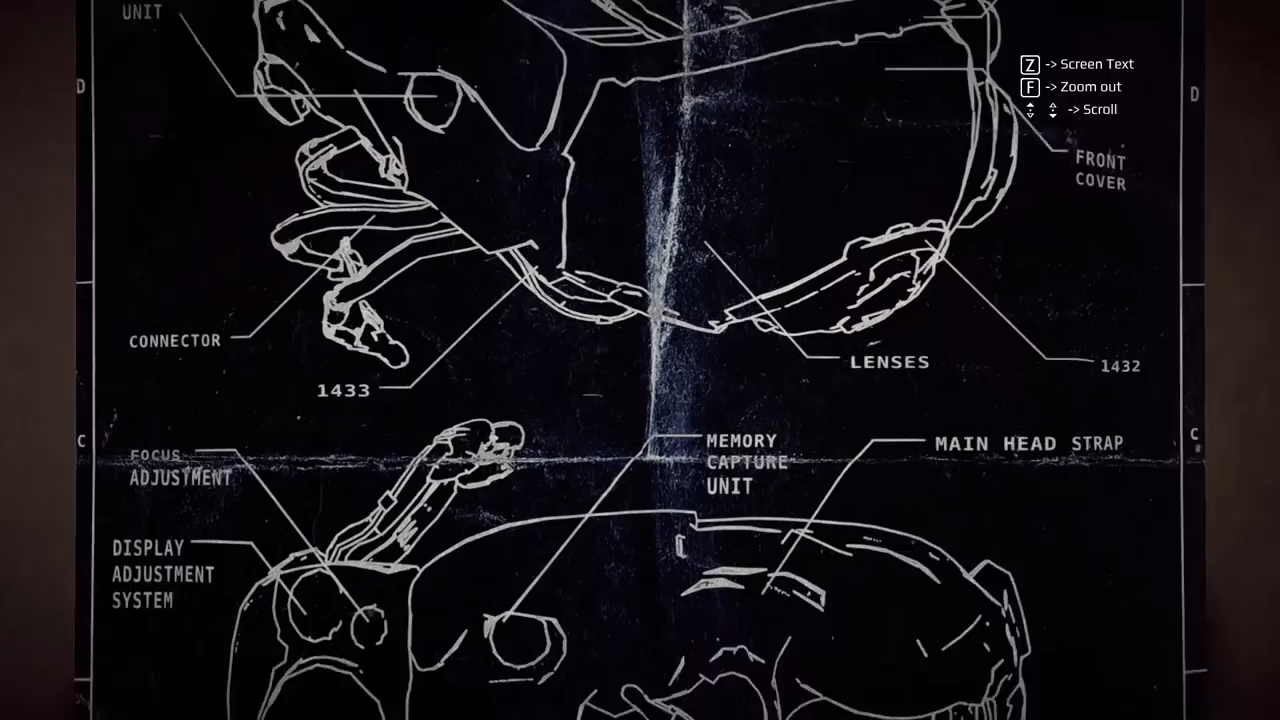 UNIT
D
D
Z -> Screen Text
F -> Zoom out
-> Scroll
FRONT
COVER
CONNECTOR
1433
LENSES
1432
C
C
FOCUS
ADJUSTMENT
MEMORY
CAPTURE
UNIT
MAIN HEAD STRAP
DISPLAY
ADJUSTMENT
SYSTEM